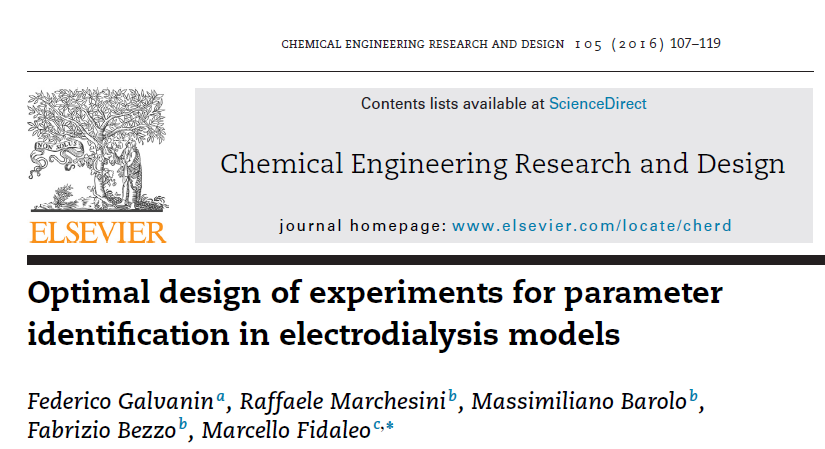 CHEMICAL ENGINEERING RESEARCH AND DESIGN 105 (2016) 107–119
Contents lists available at ScienceDirect
Chemical Engineering Research and Design
journal homepage: www.elsevier.com/locate/cherd
NON SOLUS
ELSEVIER
Optimal design of experiments for parameter
identification in electrodialysis models
Federico Galvanin a, Raffaele Marchesini b, Massimiliano Barolo b,
Fabrizio Bezzo b, Marcello Fidaleo c,*